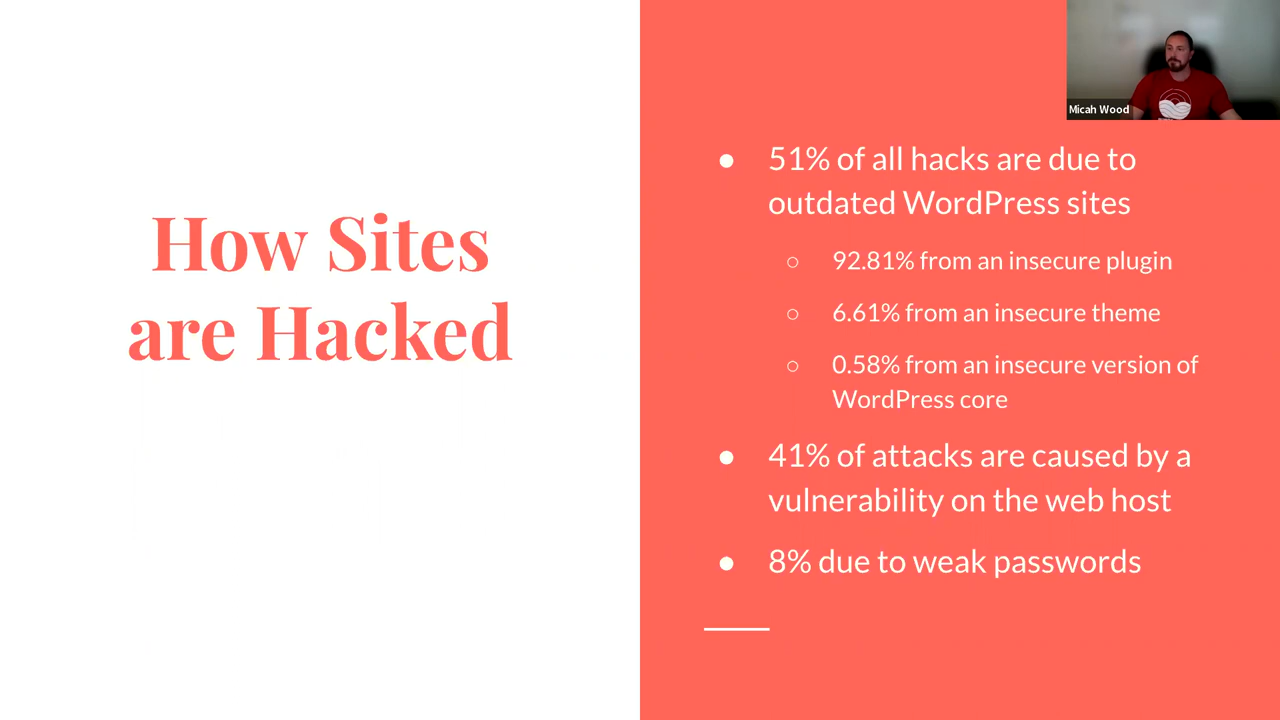 Micah Wood
How Sites
are Hacked
● 51% of all hacks are due to
outdated WordPress sites
○ 92.81% from an insecure plugin
○ 6.61% from an insecure theme
○ 0.58% from an insecure version of
WordPress core
● 41% of attacks are caused by a
vulnerability on the web host
● 8% due to weak passwords